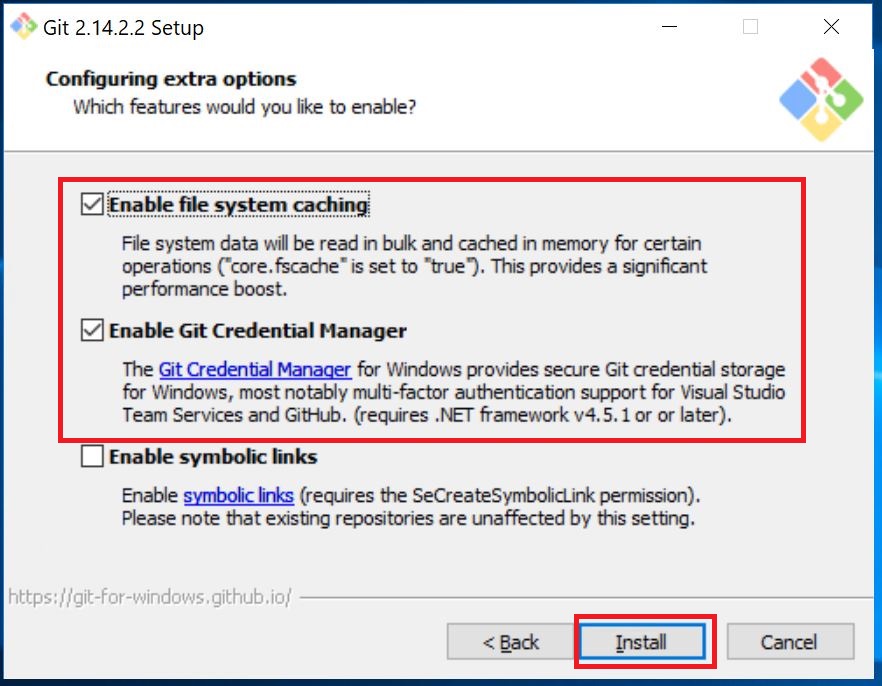 Git 2.14.2.2 Setup
Configuring extra options
Which features would you like to enable?
Enable file system caching
File system data will be read in bulk and cached in memory for certain
operations ("core.fscache" is set to "true"). This provides a significant
performance boost.
Enable Git Credential Manager
The Git Credential Manager for Windows provides secure Git credential storage
for Windows, most notably multi-factor authentication support for Visual Studio
Team Services and GitHub. (requires .NET framework v4.5.1 or or later).
Enable symbolic links
Enable symbolic links (requires the SeCreateSymbolicLink permission).
Please note that existing repositories are unaffected by this setting.
https://git-for-windows.github.io/
< Back
Install
Cancel